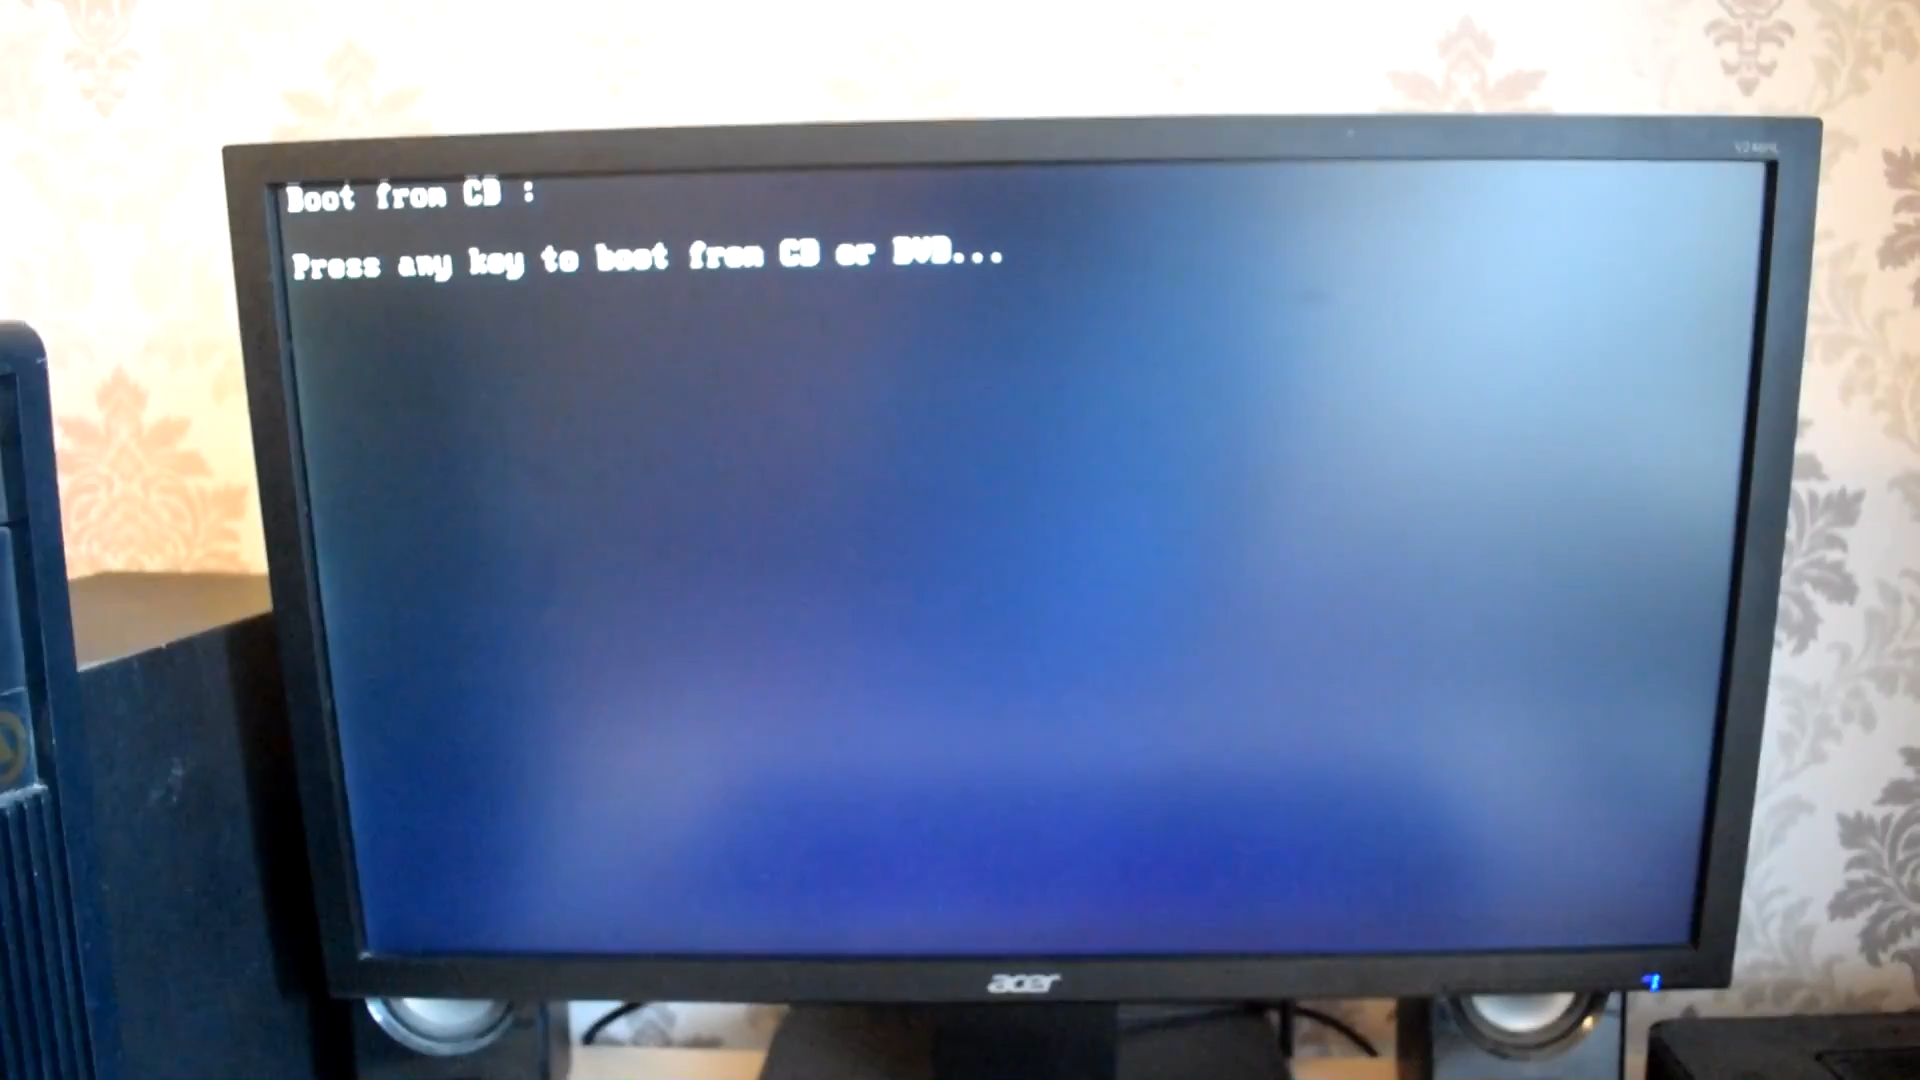 Boot from CD :
Press any key to boot from CD or DVD...
acer